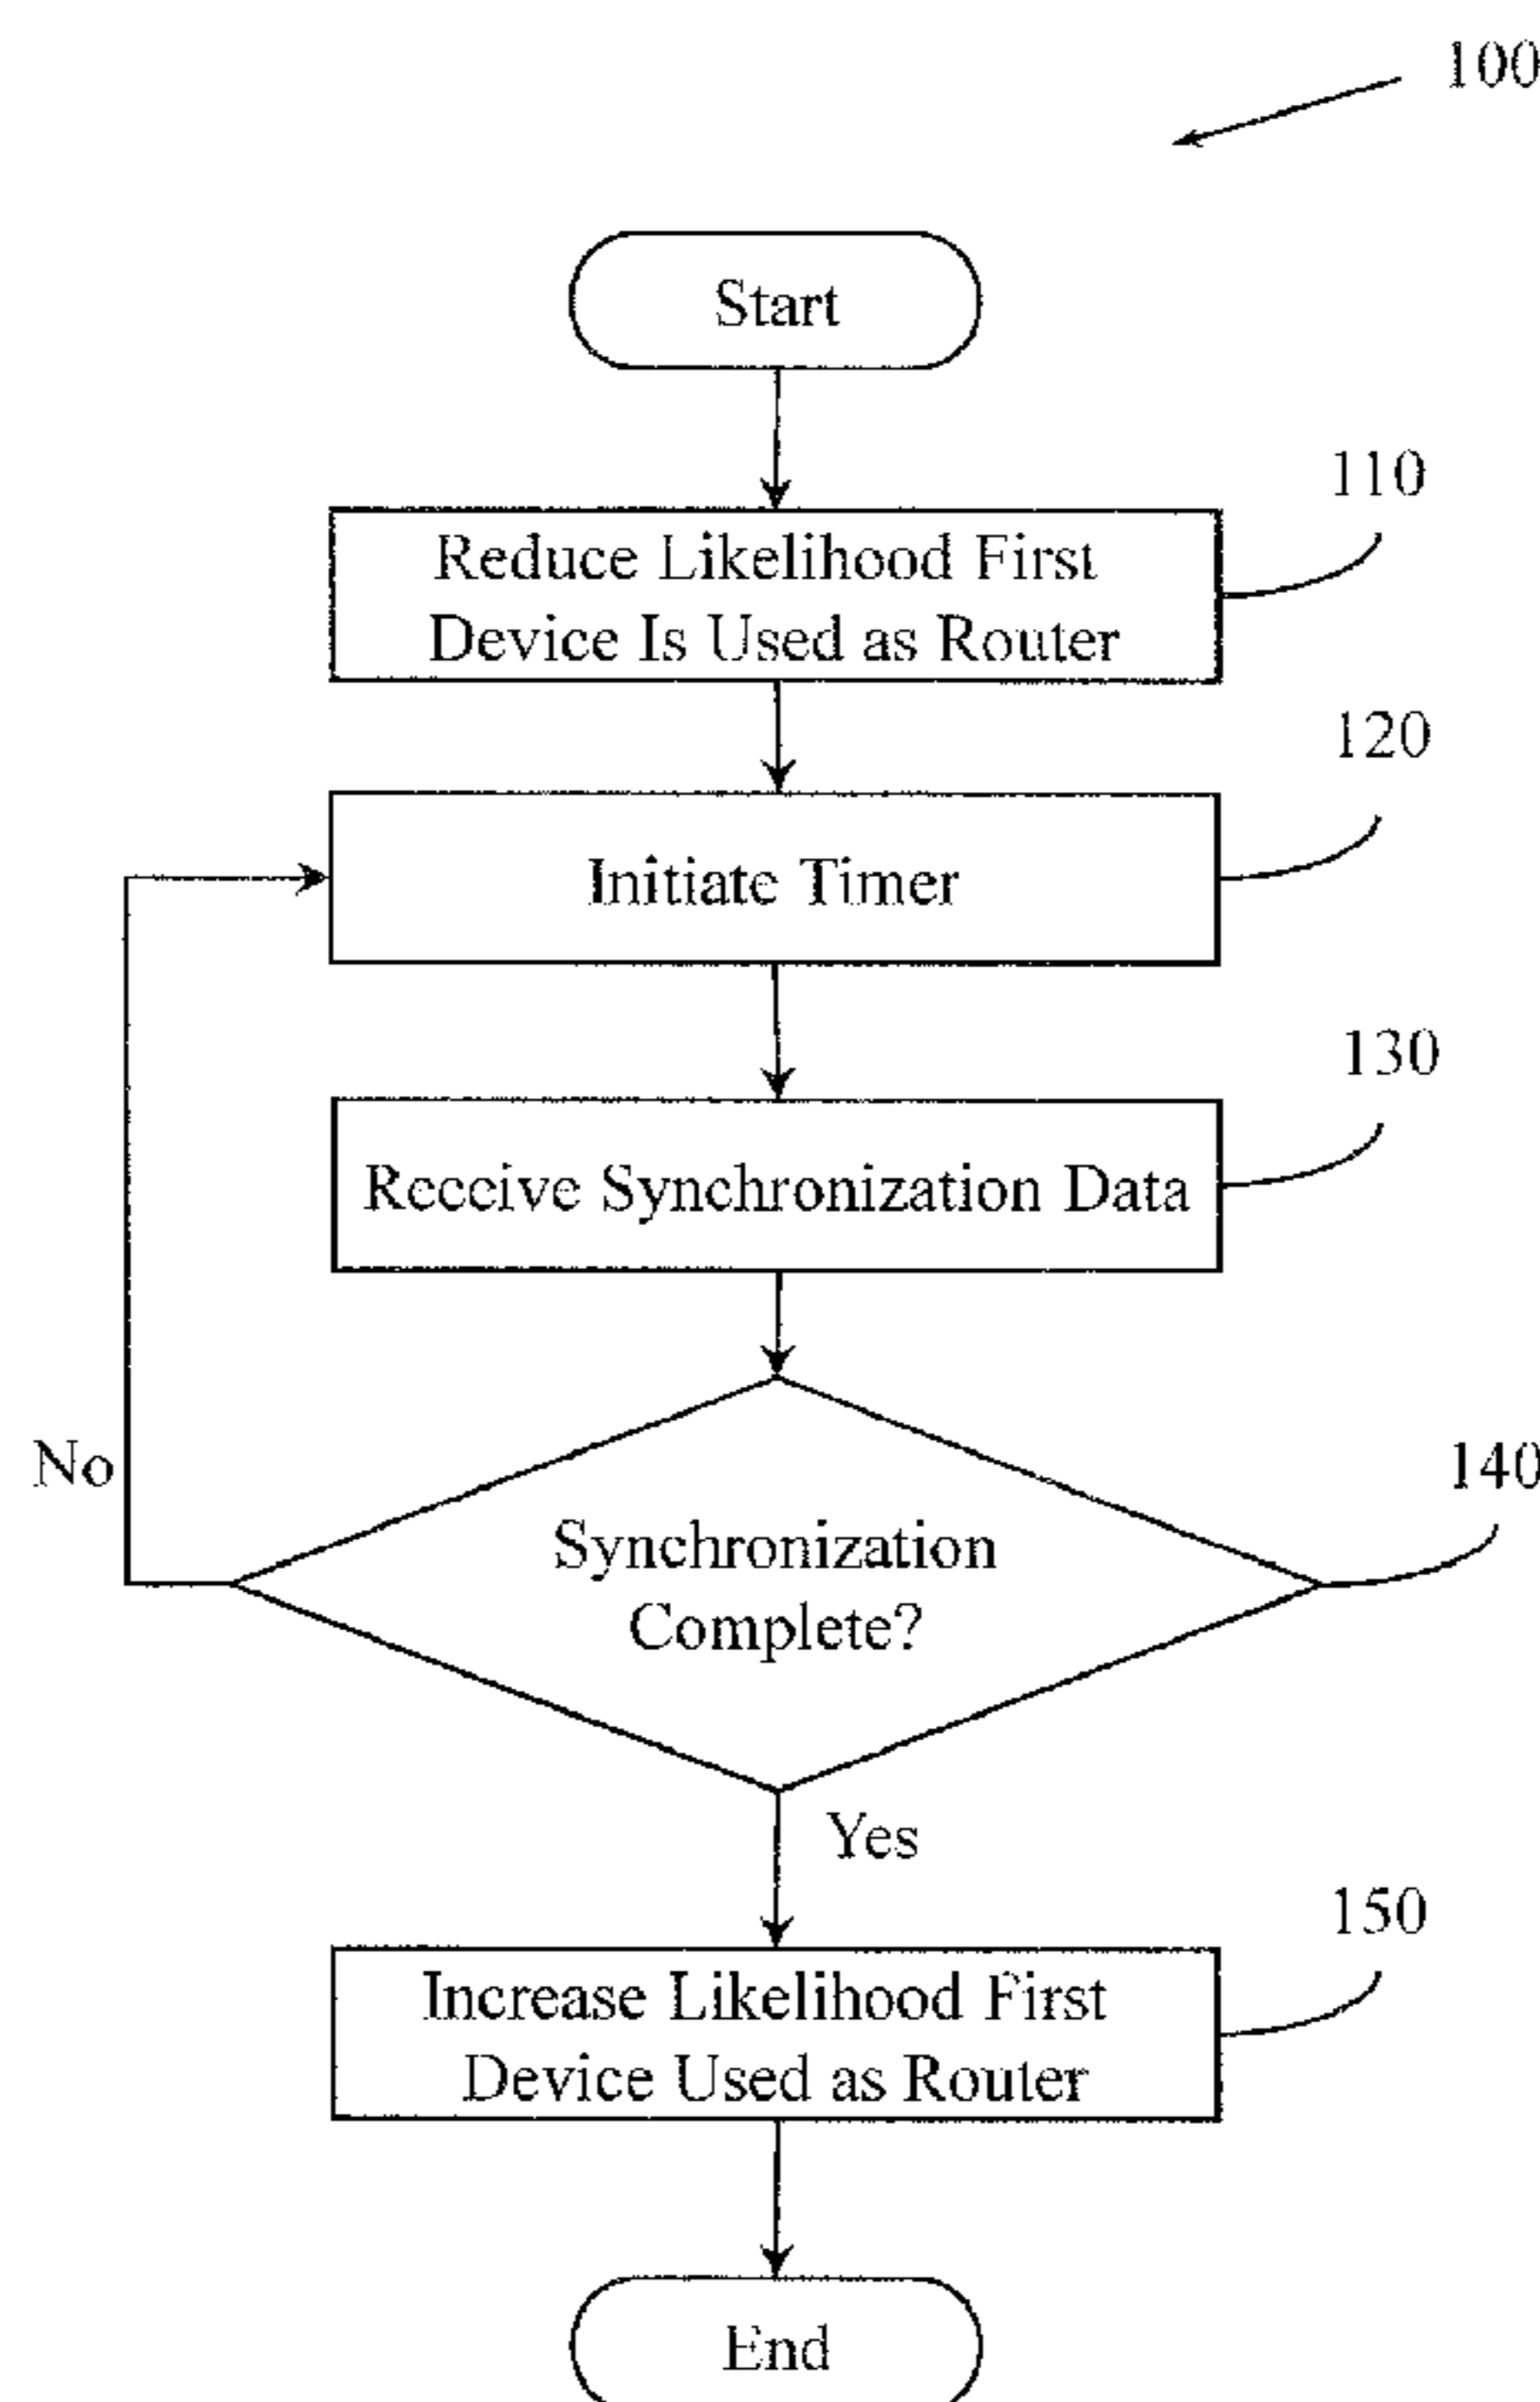 100
Start
110
Reduce Likelihood First
Device Is Used as Router
120
Initiate Timer
130
Receive Synchronization Data
No
140
Synchronization
Complete?
Yes
150
Increase Likelihood First
Device Used as Router
End